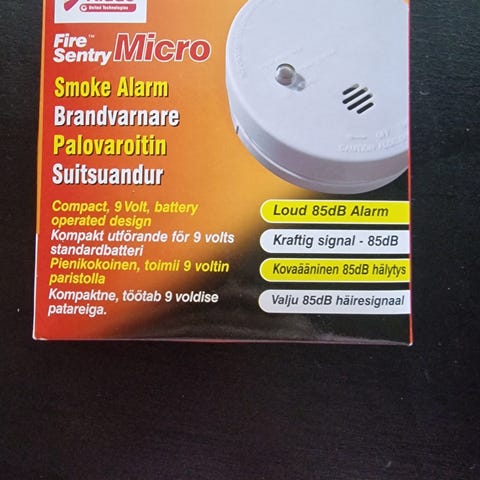 United Technologies
Fire™
Sentry Micro
Smoke Alarm
Brandvarnare
Palovaroitin
Suitsuandur
Compact, 9 Volt, battery
operated design
Kompakt utförande för 9 volts
standardbatteri
Pienikokoinen, toimii 9 voltin
paristolla
Kompaktne, töötab 9 voldise
patareiga.
Loud 85dB Alarm
Kraftig signal - 85dB
Kovaääninen 85dB hälytys
Valju 85dB häiresignaal